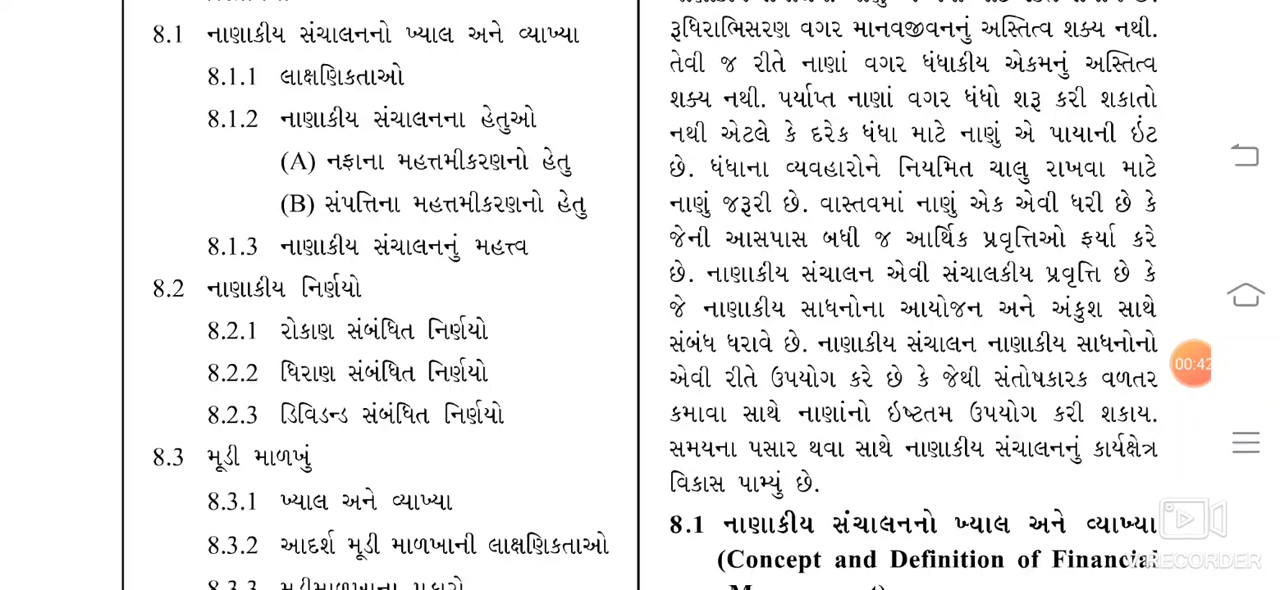 8.1 નાણાકીય સંચાલનનો ખ્યાલ અને વ્યાખ્યા
8.1.1 લાક્ષણિકતાઓ
8.1.2 નાણાકીય સંચાલનના હેતુઓ
(A) નફાના મહત્તમીકરણનો હેતુ
(B) સંપત્તિના મહત્તમીકરણનો હેતુ
8.1.3 નાણાકીય સંચાલનનું મહત્ત્વ
8.2 નાણાકીય નિર્ણયો
8.2.1 રોકાણ સંબંધિત નિર્ણયો
8.2.2 ધિરાણ સંબંધિત નિર્ણયો
8.2.3 ડિવિડન્ડ સંબંધિત નિર્ણયો
8.3 મૂડી માળખું
8.3.1 ખ્યાલ અને વ્યાખ્યા
8.3.2 આદર્શ મૂડી માળખાની લાક્ષણિકતાઓ
રૂધિરાભિસરણ વગર માનવજીવનનું અસ્તિત્વ શક્ય નથી.
તેવી જ રીતે નાણાં વગર ધંધાકીય એકમનું અસ્તિત્વ
શક્ય નથી. પર્યાપ્ત નાણાં વગર ધંધો શરૂ કરી શકાતો
નથી એટલે કે દરેક ધંધા માટે નાણું એ પાયાની ઇંટ
છે. ધંધાના વ્યવહારોને નિયમિત ચાલુ રાખવા માટે
નાણું જરૂરી છે. વાસ્તવમાં નાણું એક એવી ધરી છે કે
જેની આસપાસ બધી જ આર્થિક પ્રવૃત્તિઓ ફર્યા કરે
છે. નાણાકીય સંચાલન એવી સંચાલકીય પ્રવૃત્તિ છે કે
જે નાણાકીય સાધનોના આયોજન અને અંકુશ સાથે
સંબંધ ધરાવે છે. નાણાકીય સંચાલન નાણાકીય સાધનોનો
એવી રીતે ઉપયોગ કરે છે કે જેથી સંતોષકારક વળતર
કમાવા સાથે નાણાંનો ઇષ્ટતમ ઉપયોગ કરી શકાય.
સમયના પસાર થવા સાથે નાણાકીય સંચાલનનું કાર્યક્ષેત્ર
વિકાસ પામ્યું છે.
8.1 નાણાકીય સંચાલનનો ખ્યાલ અને વ્યાખ્યા
(Concept and Definition of Financial
00:42
RECORDER